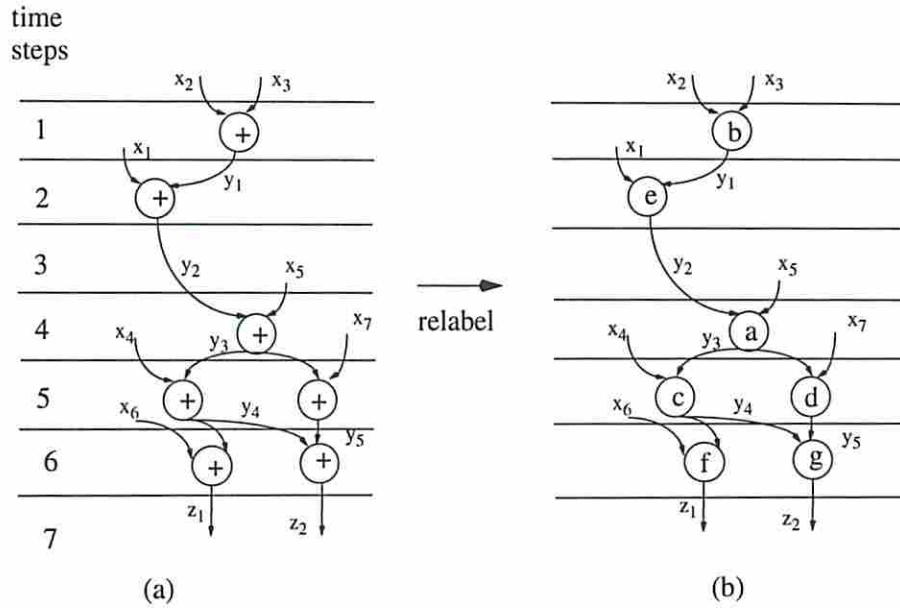 time
steps
x2 x3 x2 x3
1 + b
x1 x1
y1 y1
2 + e
3 y2 x5 y2 x5
relabel
4 + a
x4 y3 x7 x4 y3 x7
5 + + c d
x6 y4 y5 x6 y4 y5
6 + + f g
z1 z2 z1 z2
7
(a) (b)